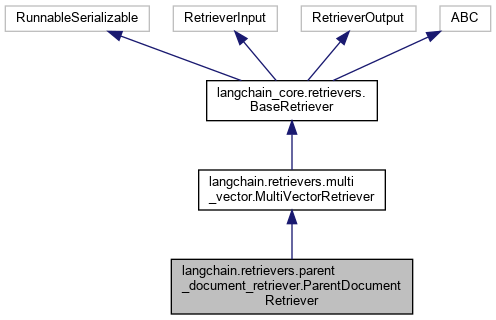 RunnableSerializable
RetrieverInput
RetrieverOutput
ABC
langchain_core.retrievers.
BaseRetriever
langchain.retrievers.multi
_vector.MultiVectorRetriever
langchain.retrievers.parent
_document_retriever.ParentDocument
Retriever